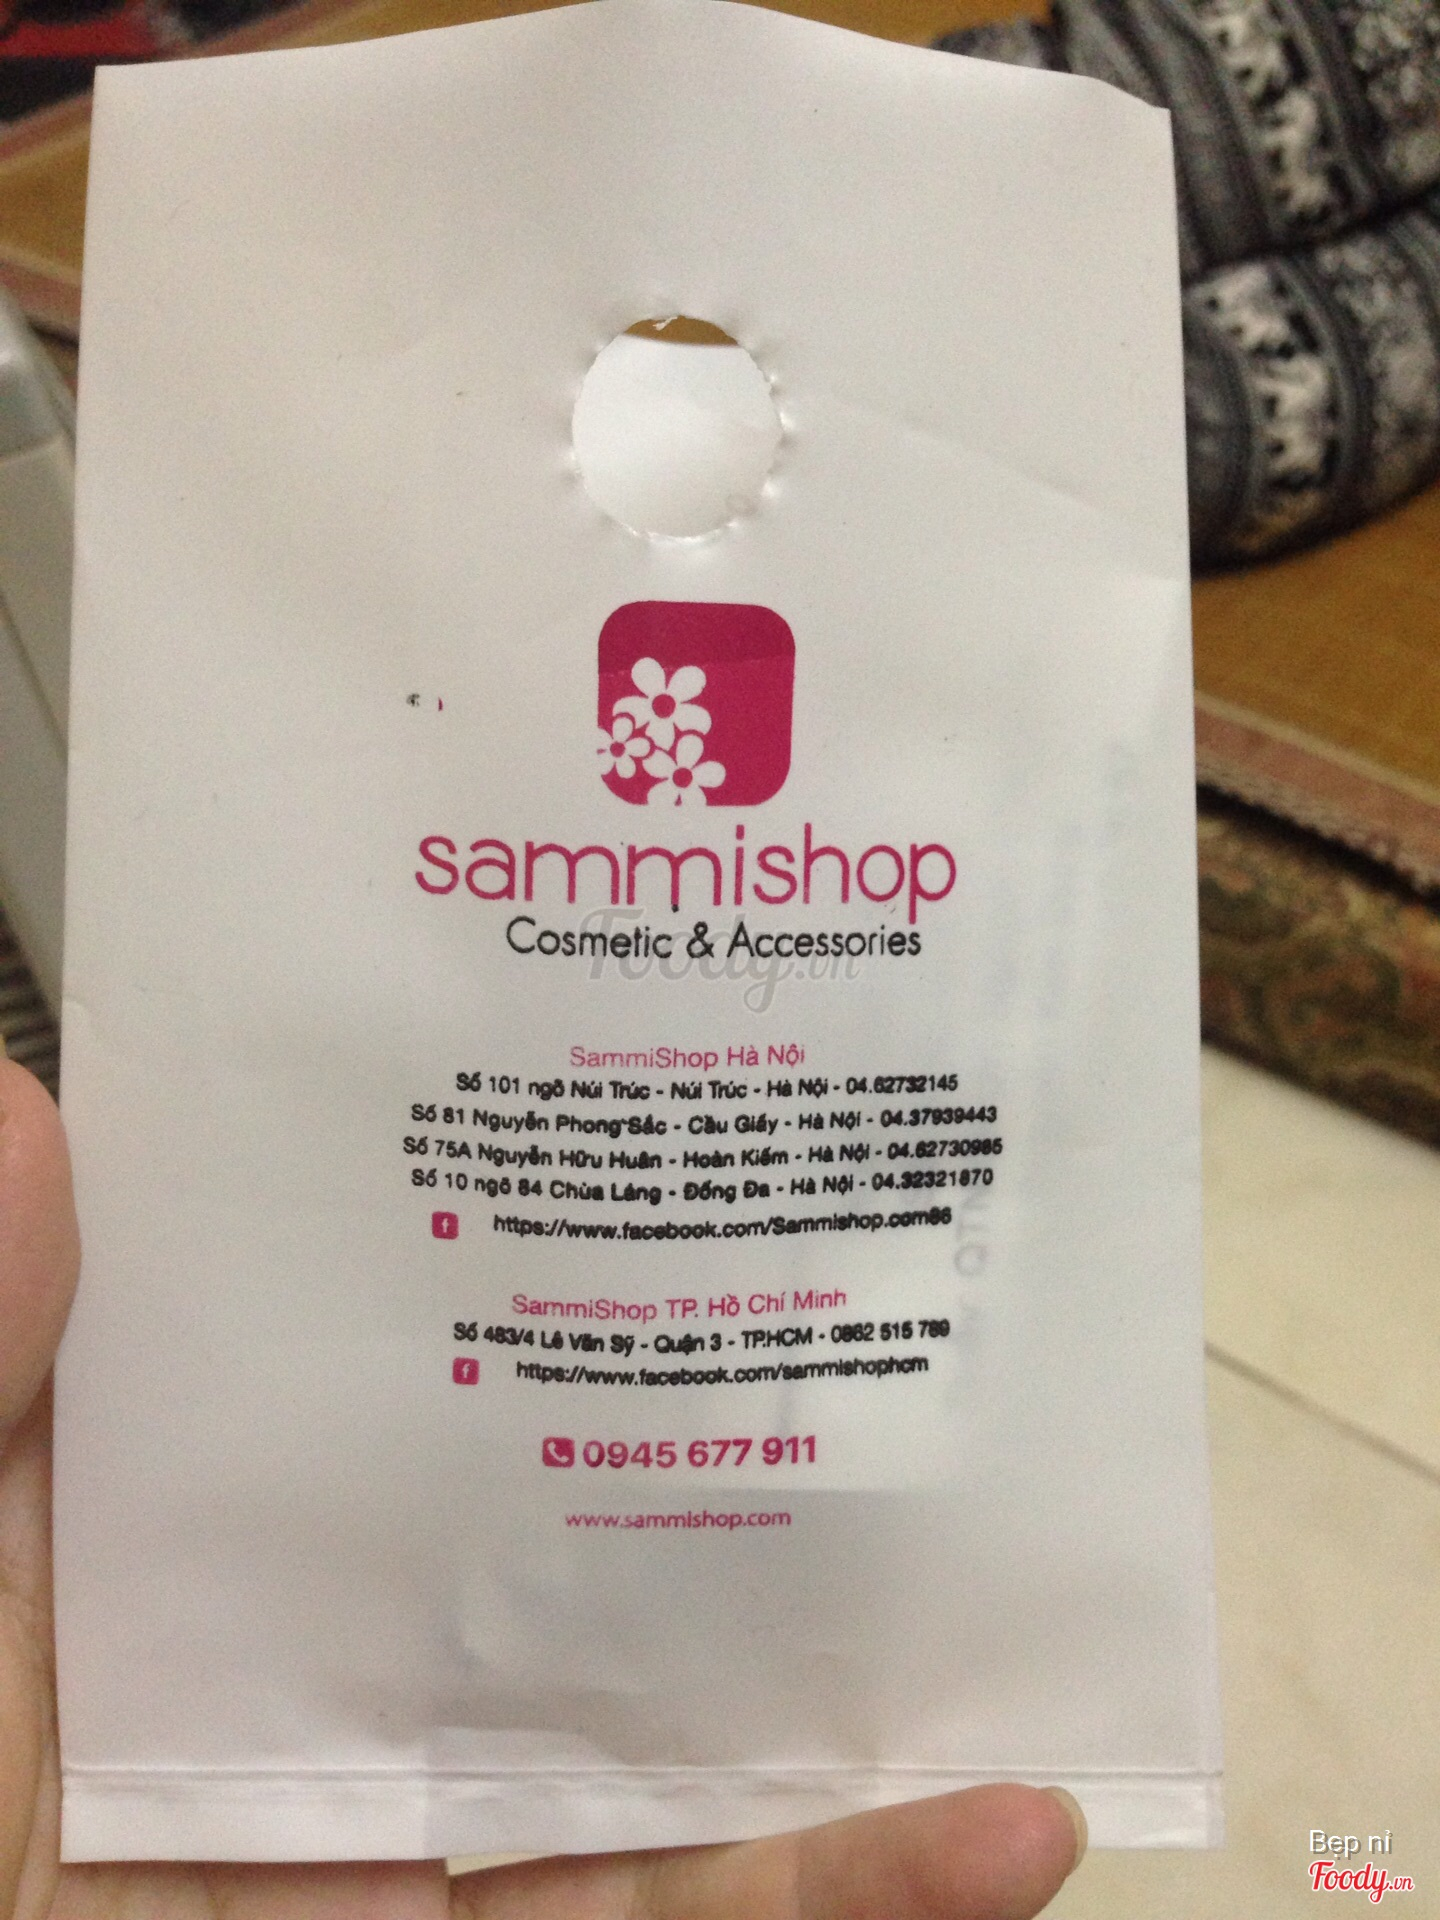 sammishop
Cosmetic & Accessories
Foody.vn
SammiShop Hà Nội
Số 101 ngõ Núi Trúc - Núi Trúc - Hà Nội - 04.62732145
Số 81 Nguyễn Phong Sắc - Cầu Giấy - Hà Nội - 04.37939443
Số 75A Nguyễn Hữu Huân - Hoàn Kiếm - Hà Nội - 04.62730985
Số 10 ngõ 84 Chùa Láng - Đống Đa - Hà Nội - 04.32321870
https://www.facebook.com/Sammishop.com86
SammiShop TP. Hồ Chí Minh
Số 483/4 Lê Văn Sỹ - Quận 3 - TP.HCM - 0862 515 789
https://www.facebook.com/sammishophcm
0945 677 911
www.sammishop.com
Bẹp nỉ
Foody.vn